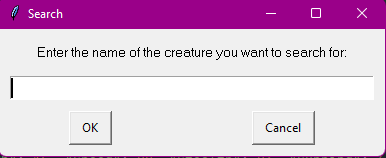 Search
Enter the name of the creature you want to search for:
OK
Cancel